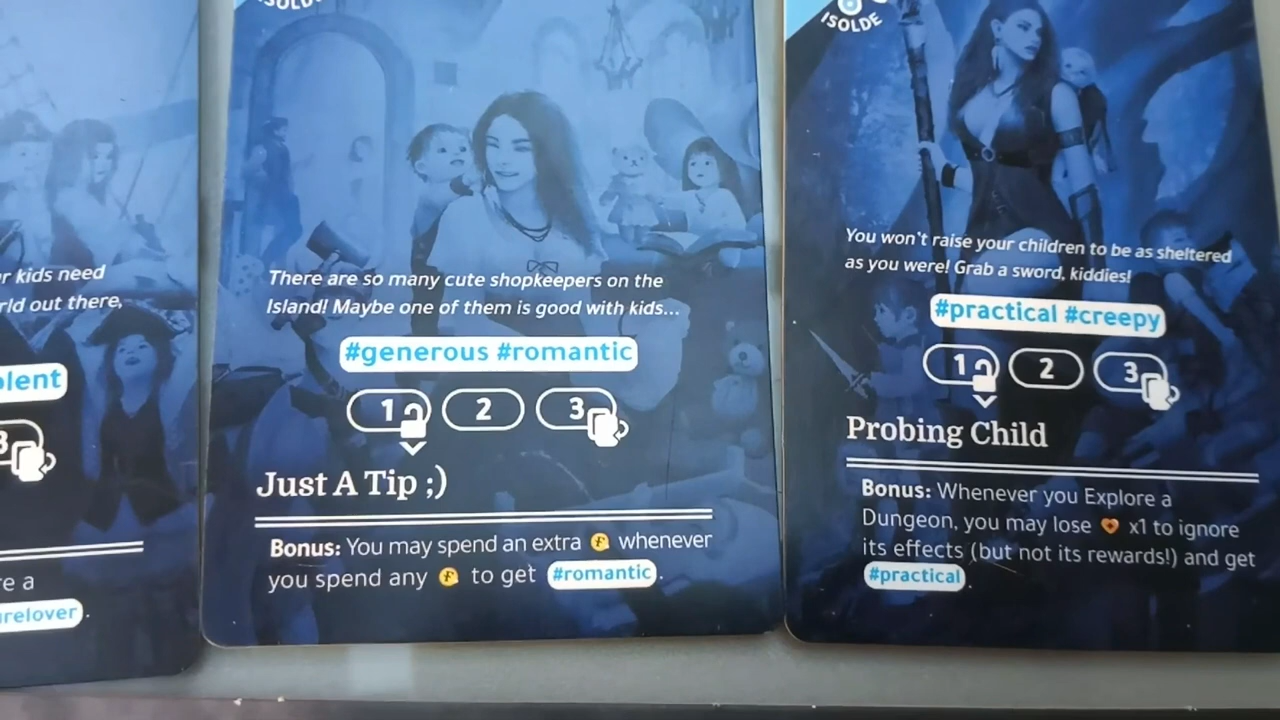 r kids need
rld out there,
olent
3
re a
urelover.
There are so many cute shopkeepers on the
Island! Maybe one of them is good with kids...
#generous #romantic
1 2 3
Just A Tip ;)
Bonus: You may spend an extra F whenever
you spend any F to get #romantic.
ISOLDE
You won't raise your children to be as sheltered
as you were! Grab a sword, kiddies!
#practical #creepy
1 2 3
Probing Child
Bonus: Whenever you Explore a
Dungeon, you may lose x1 to ignore
its effects (but not its rewards!) and get
#practical.